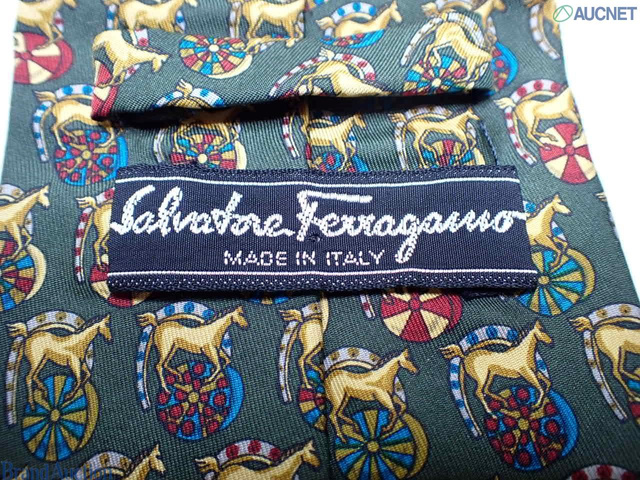 AUCNET
Salvatore Ferragamo
MADE IN ITALY